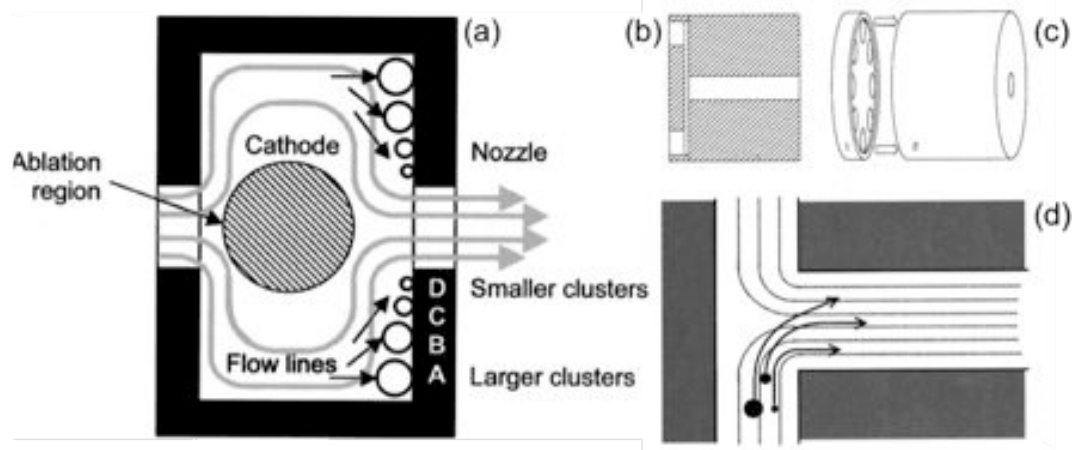 (a)
Cathode
Ablation
region
Nozzle
D
C
B
A
Smaller clusters
Flow lines
Larger clusters
(b)
(c)
(d)